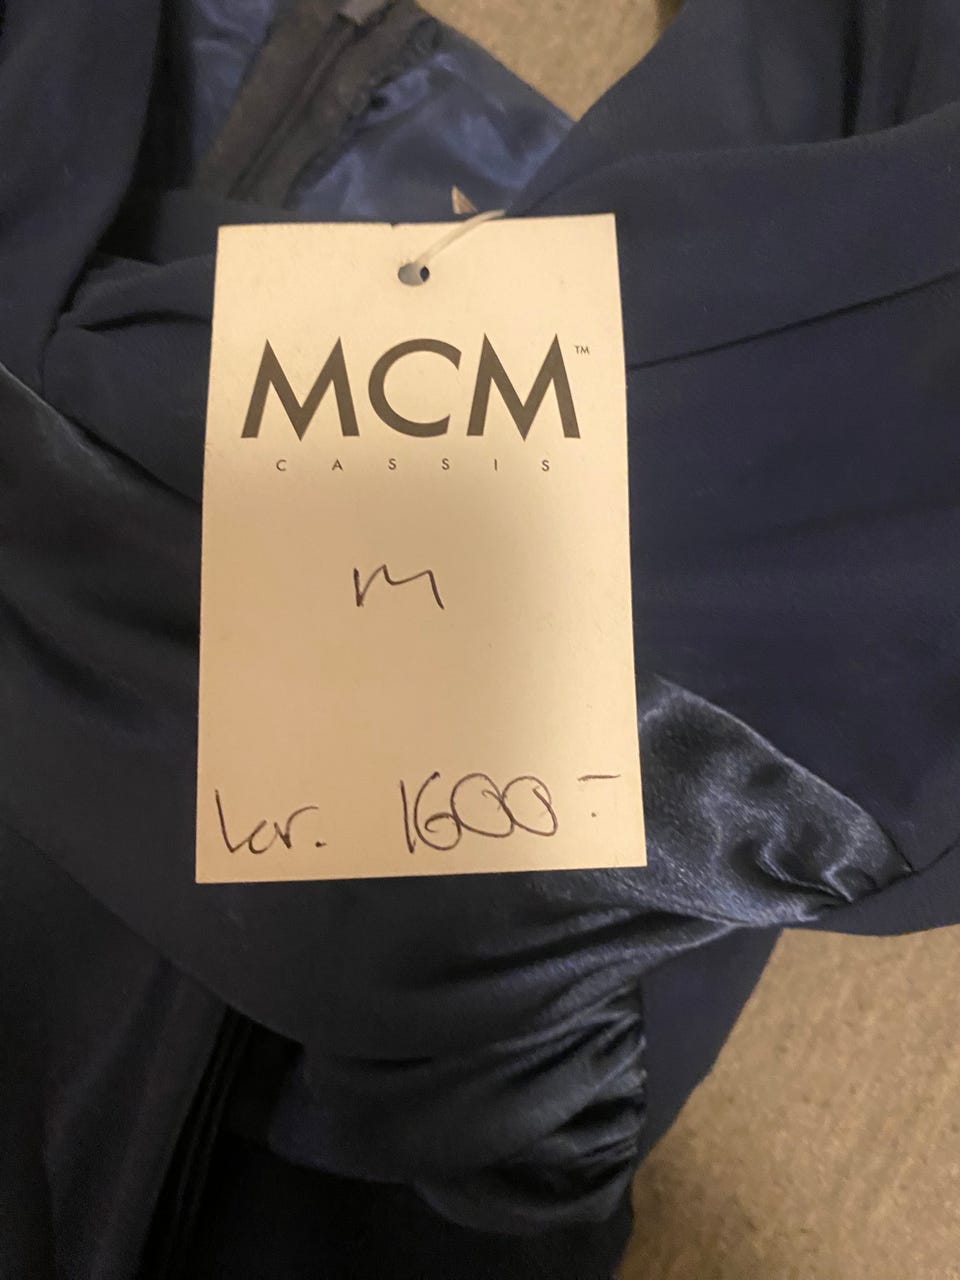 MCM™
CASSIS
M
kr. 1600:-